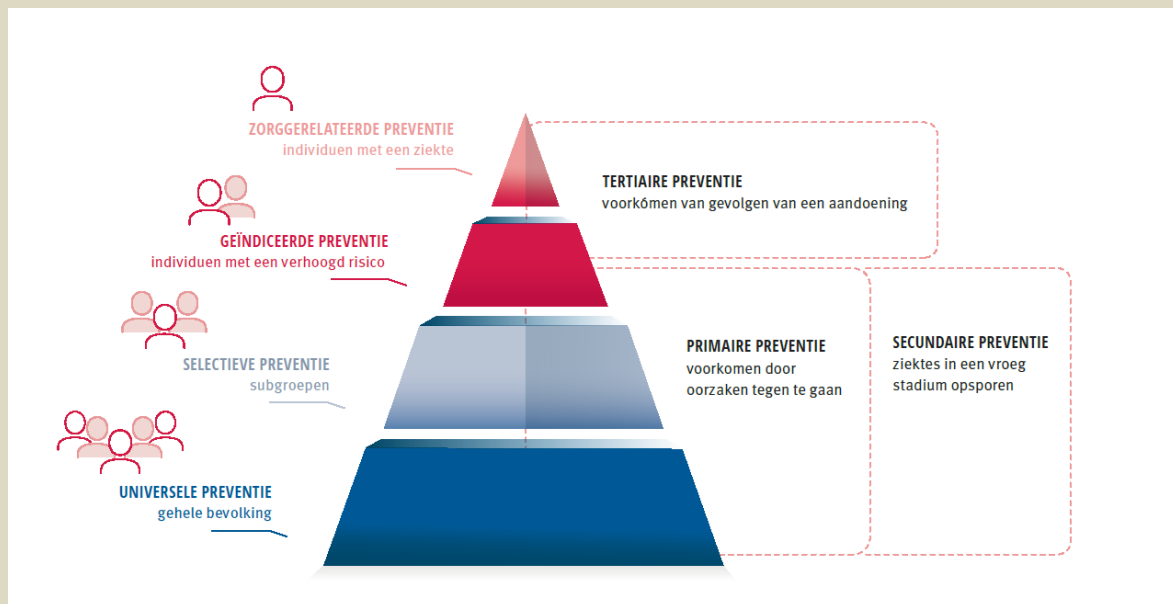 ZORGGERELATEERDE PREVENTIE
individuen met een ziekte
GEÏNDICEERDE PREVENTIE
individuen met een verhoogd risico
SELECTIEVE PREVENTIE
subgroepen
UNIVERSELE PREVENTIE
gehele bevolking
TERTIAIRE PREVENTIE
voorkómen van gevolgen van een aandoening
PRIMAIRE PREVENTIE
voorkomen door
oorzaken tegen te gaan
SECUNDAIRE PREVENTIE
ziektes in een vroeg
stadium opsporen